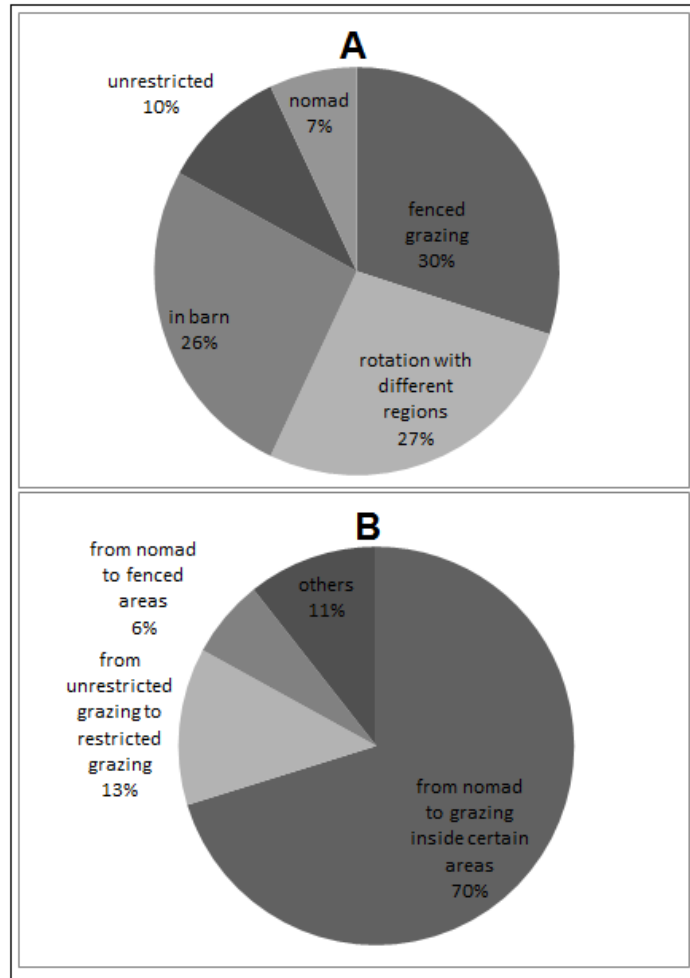 A
unrestricted
10%
nomad
7%
fenced
grazing
30%
in barn
26%
rotation with
different
regions
27%
B
from nomad
to fenced
areas
6%
others
11%
from
unrestricted
grazing to
restricted
grazing
13%
from nomad
to grazing
inside certain
areas
70%